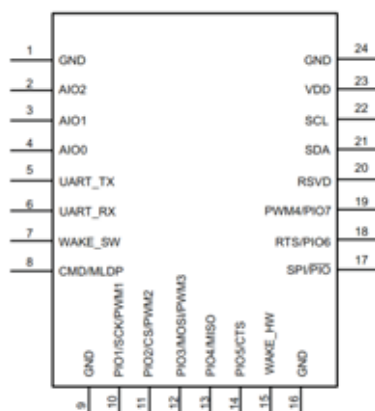 1 GND
2 AIO2
3 AIO1
4 AIO0
5 UART_TX
6 UART_RX
7 WAKE_SW
8 CMD/MLDP
9 GND
10 PIO1/SCK/PWM1
11 PIO2/CS/PWM2
12 PIO3/MOSI/PWM3
13 PIO4/MISO
14 PIO5/CTS
15 WAKE_HW
16 GND
24 GND
23 VDD
22 SCL
21 SDA
20 RSVD
19 PWM4/PIO7
18 RTS/PIO6
17 SPI/PIO